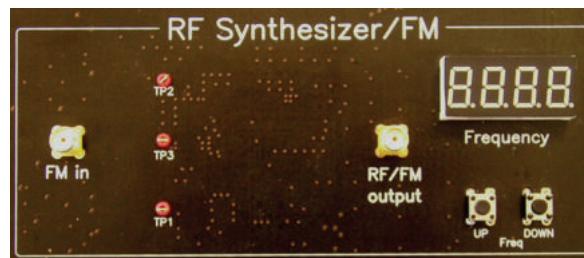 RF Synthesizer/FM
TP2
8.8.8.8.
Frequency
FM in
TP3
RF/FM
output
TP1
UP
DOWN
Freq